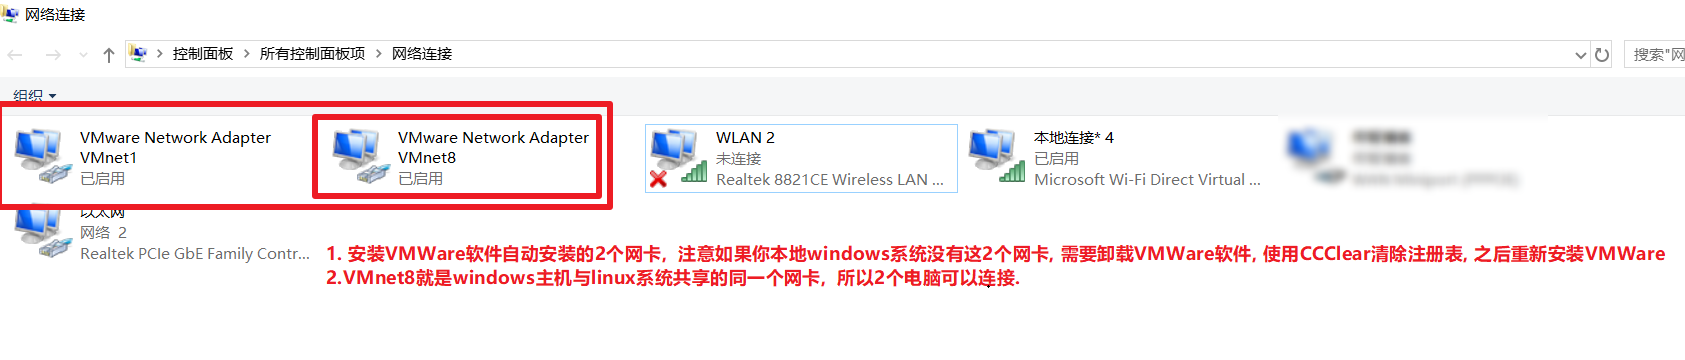 网络连接
控制面板 > 所有控制面板项 > 网络连接
搜索"网
组织
VMware Network Adapter
VMnet1
已启用
VMware Network Adapter
VMnet8
已启用
WLAN 2
未连接
Realtek 8821CE Wireless LAN ...
本地连接* 4
已启用
Microsoft Wi-Fi Direct Virtual ...
以太网
网络 2
Realtek PCIe GbE Family Contr...
1. 安装VMWare软件自动安装的2个网卡, 注意如果你本地windows系统没有这2个网卡, 需要卸载VMWare软件, 使用CCClear清除注册表, 之后重新安装VMWare
2.VMnet8就是windows主机与linux系统共享的同一个网卡, 所以2个电脑可以连接.